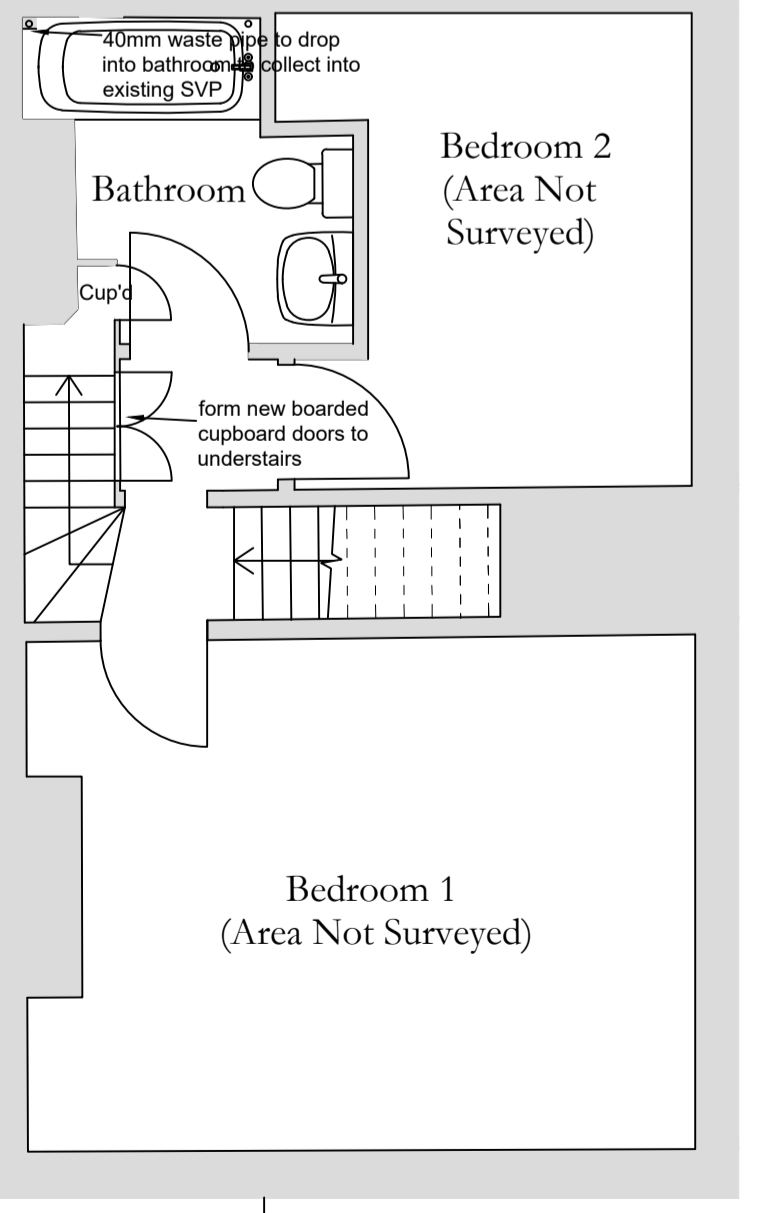 40mm waste pipe to drop
into bathroom to collect into
existing SVP
Bedroom 2
(Area Not
Surveyed)
Bathroom
Cup'd
form new boarded
cupboard doors to
understairs
Bedroom 1
(Area Not Surveyed)